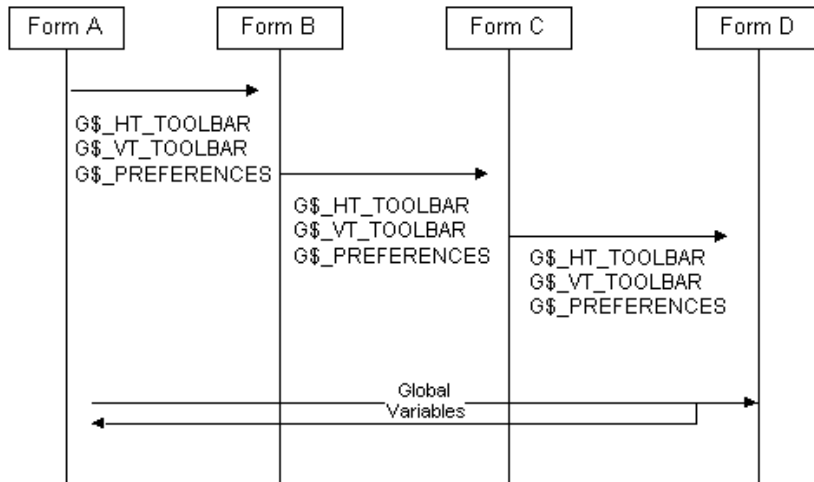 Form A
Form B
Form C
Form D
G$_HT_TOOLBAR
G$_VT_TOOLBAR
G$_PREFERENCES
G$_HT_TOOLBAR
G$_VT_TOOLBAR
G$_PREFERENCES
G$_HT_TOOLBAR
G$_VT_TOOLBAR
G$_PREFERENCES
Global
Variables